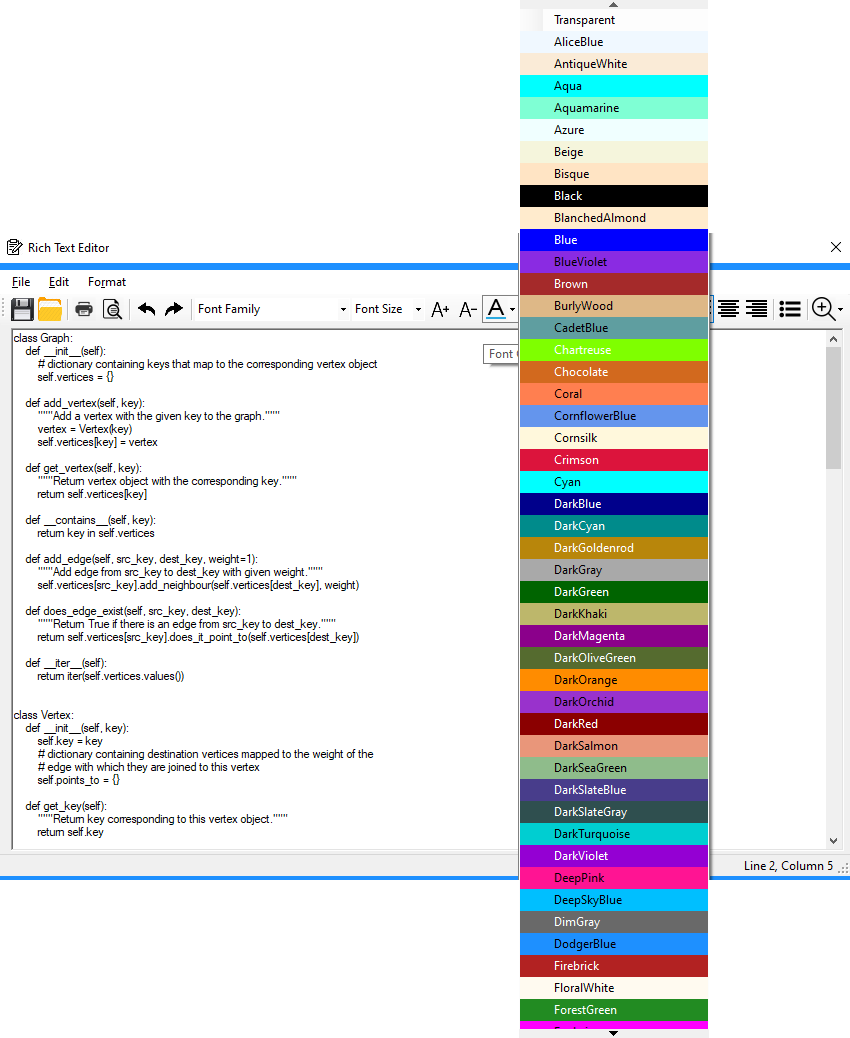 Rich Text Editor
File Edit Format
Font Family Font Size A+ A- A
Font
class Graph:
    def __init__(self):
        # dictionary containing keys that map to the corresponding vertex object
        self.vertices = {}

    def add_vertex(self, key):
        """Add a vertex with the given key to the graph."""
        vertex = Vertex(key)
        self.vertices[key] = vertex

    def get_vertex(self, key):
        """Return vertex object with the corresponding key."""
        return self.vertices[key]

    def __contains__(self, key):
        return key in self.vertices

    def add_edge(self, src_key, dest_key, weight=1):
        """Add edge from src_key to dest_key with given weight."""
        self.vertices[src_key].add_neighbour(self.vertices[dest_key], weight)

    def does_edge_exist(self, src_key, dest_key):
        """Return True if there is an edge from src_key to dest_key."""
        return self.vertices[src_key].does_it_point_to(self.vertices[dest_key])

    def __iter__(self):
        return iter(self.vertices.values())


class Vertex:
    def __init__(self, key):
        self.key = key
        # dictionary containing destination vertices mapped to the weight of the
        # edge with which they are joined to this vertex
        self.points_to = {}

    def get_key(self):
        """Return key corresponding to this vertex object."""
        return self.key
Line 2, Column 5
Transparent
AliceBlue
AntiqueWhite
Aqua
Aquamarine
Azure
Beige
Bisque
Black
BlanchedAlmond
Blue
BlueViolet
Brown
BurlyWood
CadetBlue
Chartreuse
Chocolate
Coral
CornflowerBlue
Cornsilk
Crimson
Cyan
DarkBlue
DarkCyan
DarkGoldenrod
DarkGray
DarkGreen
DarkKhaki
DarkMagenta
DarkOliveGreen
DarkOrange
DarkOrchid
DarkRed
DarkSalmon
DarkSeaGreen
DarkSlateBlue
DarkSlateGray
DarkTurquoise
DarkViolet
DeepPink
DeepSkyBlue
DimGray
DodgerBlue
Firebrick
FloralWhite
ForestGreen